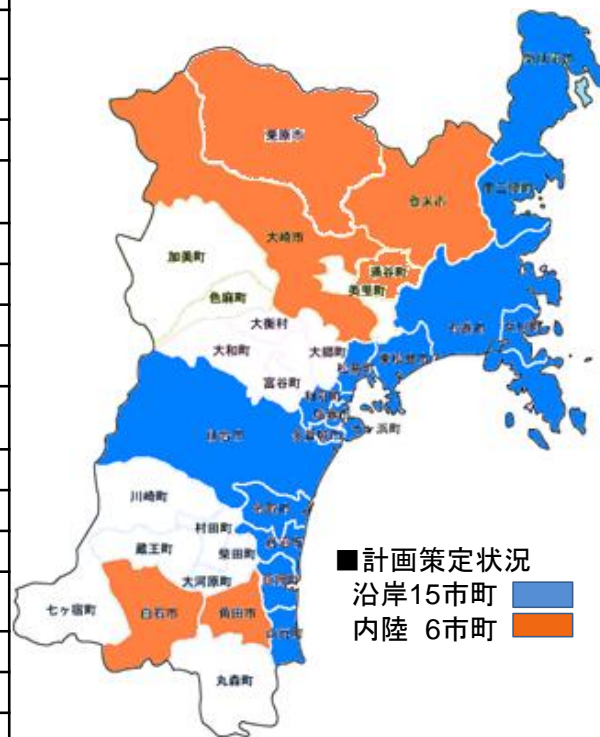 気仙沼市
栗原市
登米市
南三陸町
大崎市
加美町
涌谷町
美里町
色麻町
大衡村
石巻市
女川町
大和町
大郷町
松島町
東松島市
富谷町
利府町
塩竈市
七ヶ浜町
仙台市
多賀城市
川崎町
名取市
村田町
岩沼市
蔵王町
柴田町
■計画策定状況
大河原町
亘理町
沿岸15市町
七ヶ宿町
白石市
角田市
内陸 6市町
山元町
丸森町